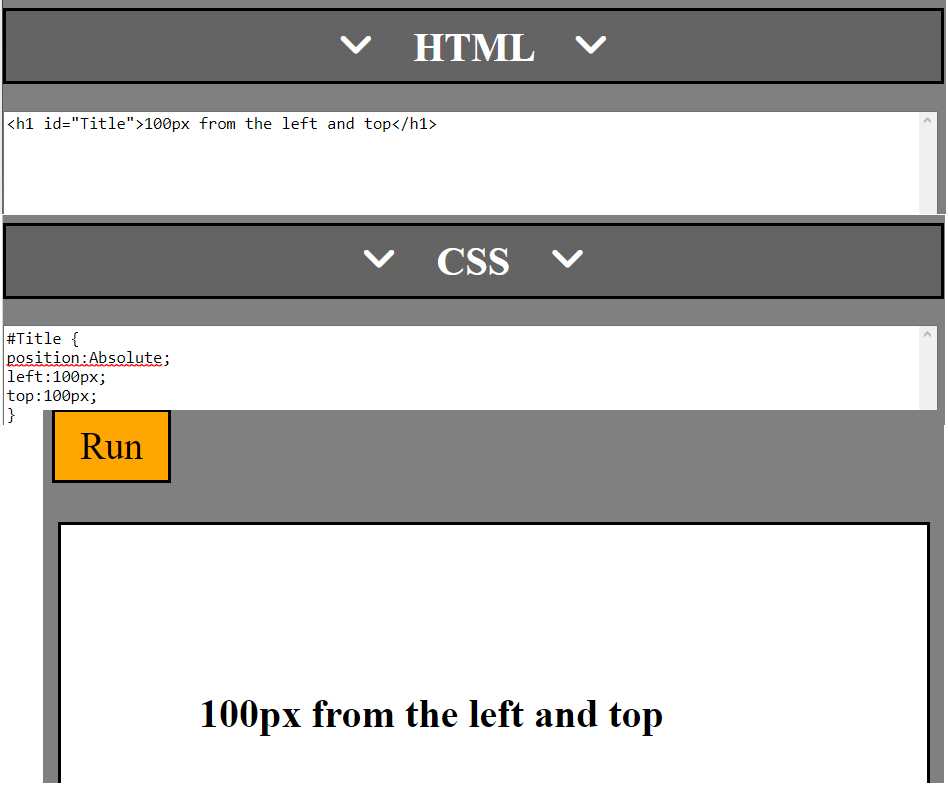 HTML
<h1 id="Title">100px from the left and top</h1>
CSS
#Title {
position:Absolute;
left:100px;
top:100px;
}
Run
100px from the left and top